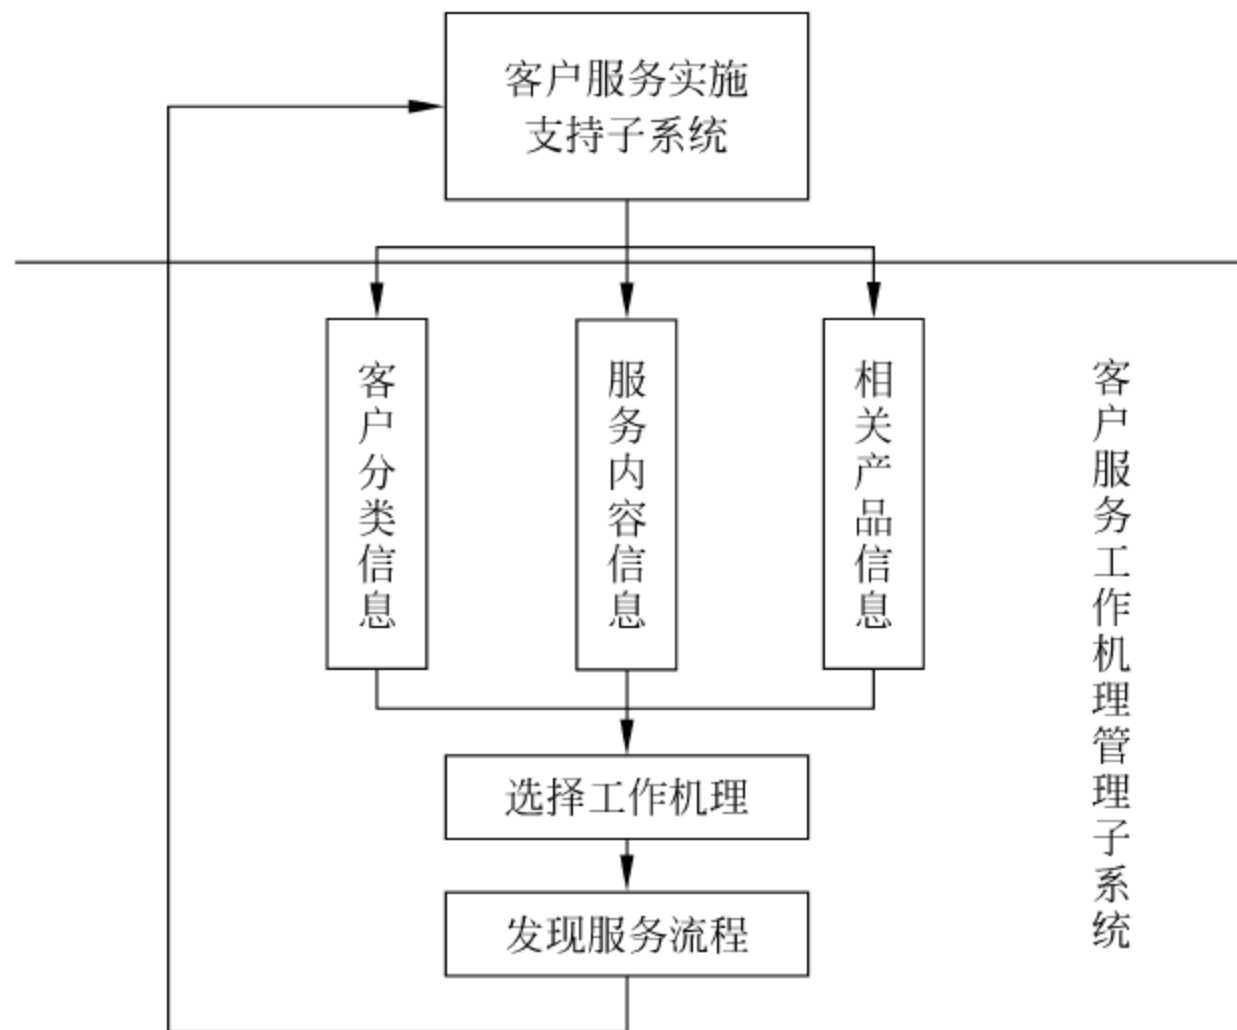 客户服务实施
支持子系统
客户分类信息
服务内容信息
相关产品信息
客户服务工作机理管理子系统
选择工作机理
发现服务流程